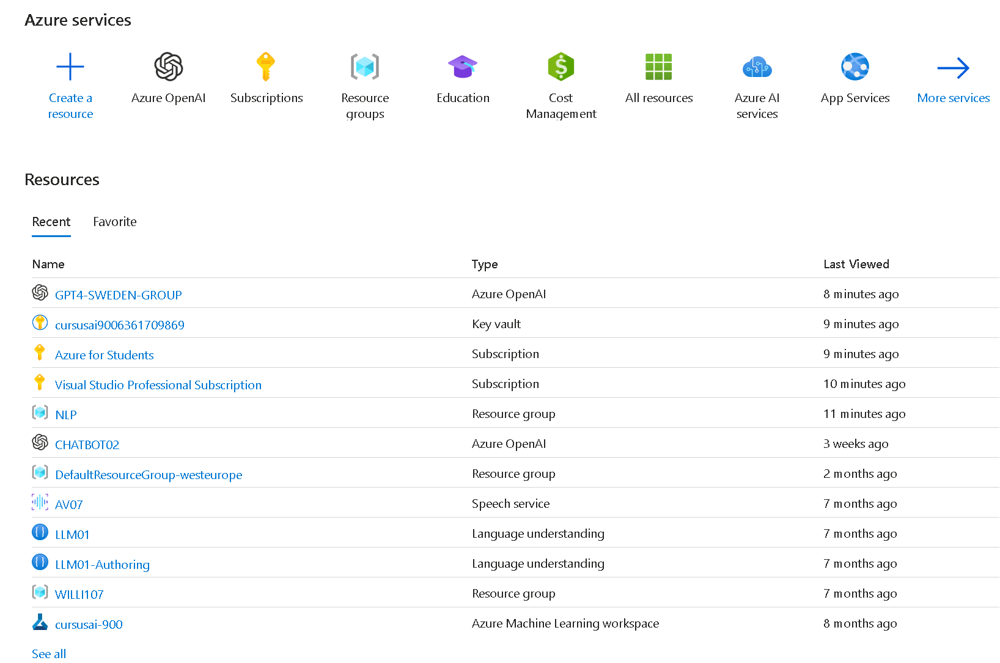 Azure services
Create a resource
Azure OpenAI
Subscriptions
Resource groups
Education
Cost Management
All resources
Azure AI services
App Services
More services
Resources
Recent Favorite
Name Type Last Viewed
GPT4-SWEDEN-GROUP Azure OpenAI 8 minutes ago
cursusai9006361709869 Key vault 9 minutes ago
Azure for Students Subscription 9 minutes ago
Visual Studio Professional Subscription Subscription 10 minutes ago
NLP Resource group 11 minutes ago
CHATBOT02 Azure OpenAI 3 weeks ago
DefaultResourceGroup-westeurope Resource group 2 months ago
AV07 Speech service 7 months ago
LLM01 Language understanding 7 months ago
LLM01-Authoring Language understanding 7 months ago
WILLI107 Resource group 7 months ago
cursusai-900 Azure Machine Learning workspace 8 months ago
See all